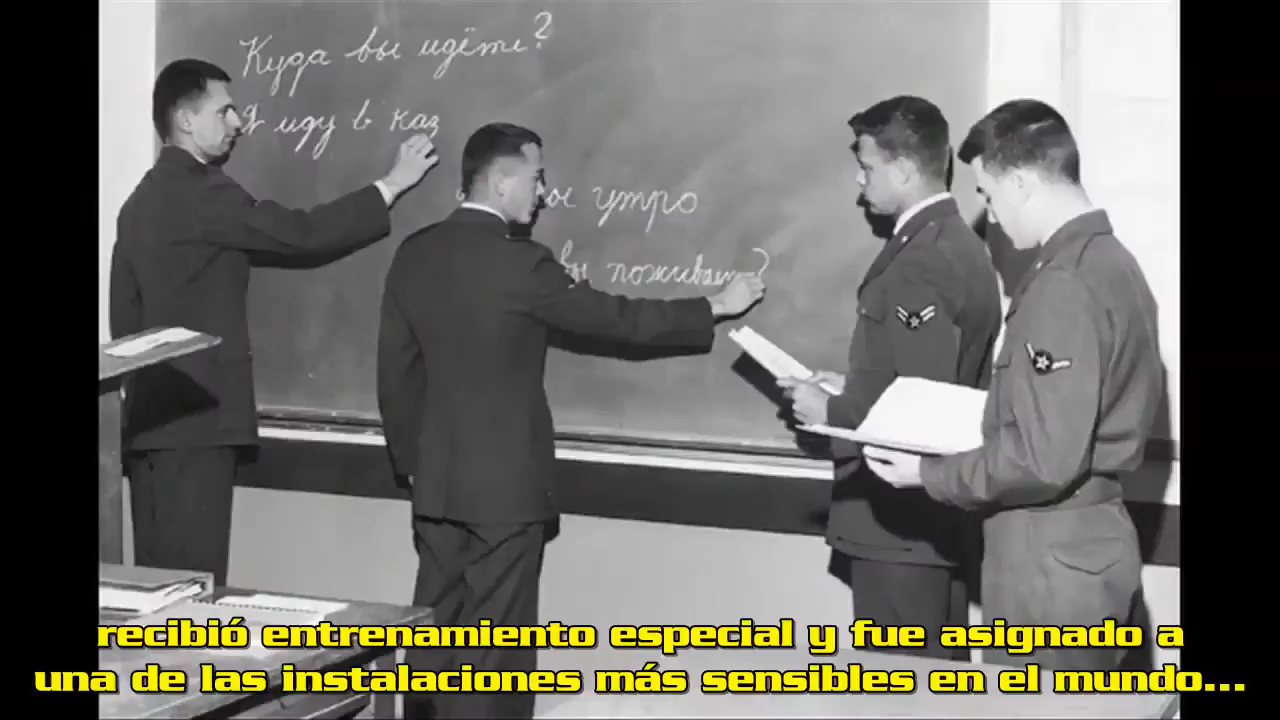 Куда вы идёте?
Я иду в каз
утро
вы поживаете?
recibió entrenamiento especial y fue asignado a
una de las instalaciones más sensibles en el mundo...